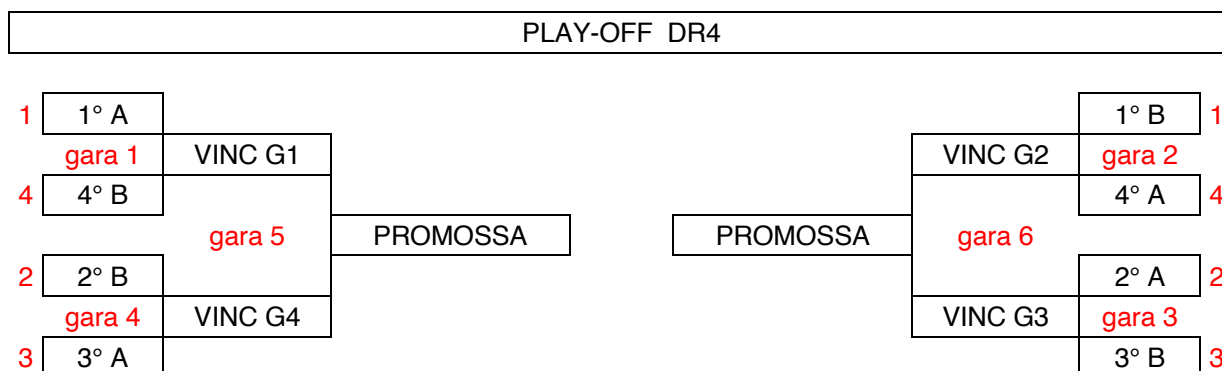 PLAY-OFF DR4
1 1° A 1° B 1
gara 1 VINC G1 VINC G2 gara 2
4 4° B 4° A 4
gara 5 PROMOSSA PROMOSSA gara 6
2 2° B 2° A 2
gara 4 VINC G4 VINC G3 gara 3
3 3° A 3° B 3